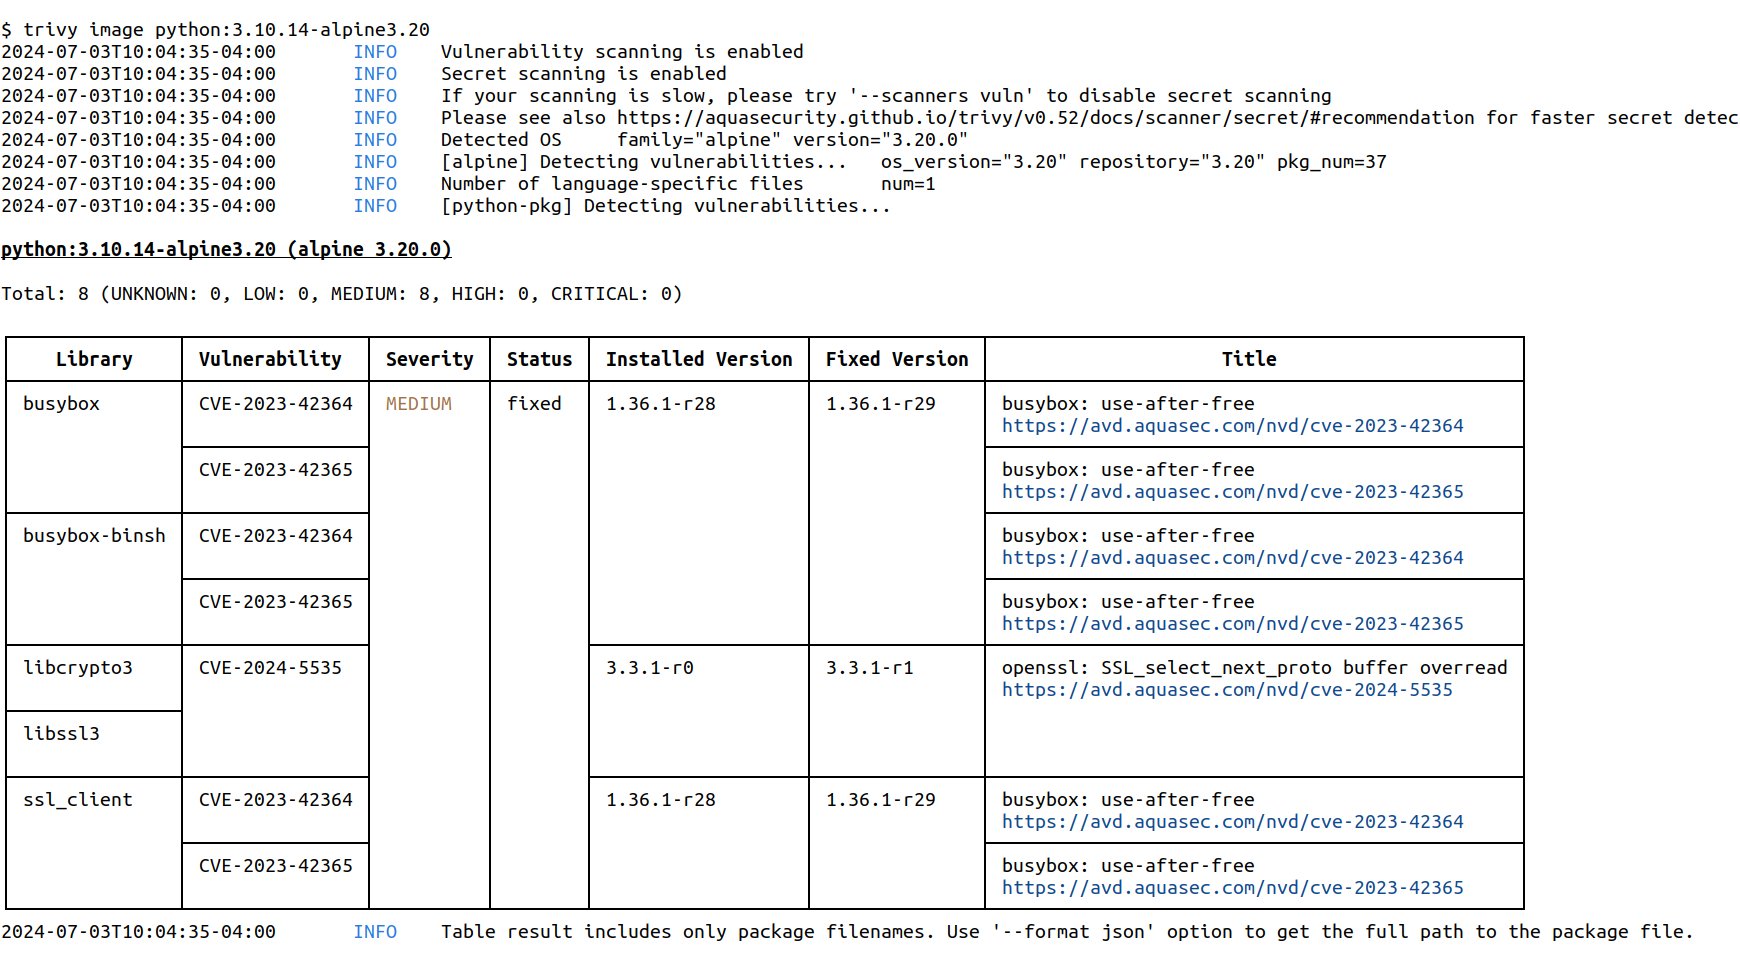 $ trivy image python:3.10.14-alpine3.20
2024-07-03T10:04:35-04:00 INFO Vulnerability scanning is enabled
2024-07-03T10:04:35-04:00 INFO Secret scanning is enabled
2024-07-03T10:04:35-04:00 INFO If your scanning is slow, please try '--scanners vuln' to disable secret scanning
2024-07-03T10:04:35-04:00 INFO Please see also https://aquasecurity.github.io/trivy/v0.52/docs/scanner/secret/#recommendation for faster secret detec
2024-07-03T10:04:35-04:00 INFO Detected OS family="alpine" version="3.20.0"
2024-07-03T10:04:35-04:00 INFO [alpine] Detecting vulnerabilities... os_version="3.20" repository="3.20" pkg_num=37
2024-07-03T10:04:35-04:00 INFO Number of language-specific files num=1
2024-07-03T10:04:35-04:00 INFO [python-pkg] Detecting vulnerabilities...
python:3.10.14-alpine3.20 (alpine 3.20.0)
Total: 8 (UNKNOWN: 0, LOW: 0, MEDIUM: 8, HIGH: 0, CRITICAL: 0)
Library Vulnerability Severity Status Installed Version Fixed Version Title
busybox CVE-2023-42364 MEDIUM fixed 1.36.1-r28 1.36.1-r29 busybox: use-after-free
https://avd.aquasec.com/nvd/cve-2023-42364
CVE-2023-42365 busybox: use-after-free
https://avd.aquasec.com/nvd/cve-2023-42365
busybox-binsh CVE-2023-42364 busybox: use-after-free
https://avd.aquasec.com/nvd/cve-2023-42364
CVE-2023-42365 busybox: use-after-free
https://avd.aquasec.com/nvd/cve-2023-42365
libcrypto3 CVE-2024-5535 3.3.1-r0 3.3.1-r1 openssl: SSL_select_next_proto buffer overread
https://avd.aquasec.com/nvd/cve-2024-5535
libssl3
ssl_client CVE-2023-42364 1.36.1-r28 1.36.1-r29 busybox: use-after-free
https://avd.aquasec.com/nvd/cve-2023-42364
CVE-2023-42365 busybox: use-after-free
https://avd.aquasec.com/nvd/cve-2023-42365
2024-07-03T10:04:35-04:00 INFO Table result includes only package filenames. Use '--format json' option to get the full path to the package file.